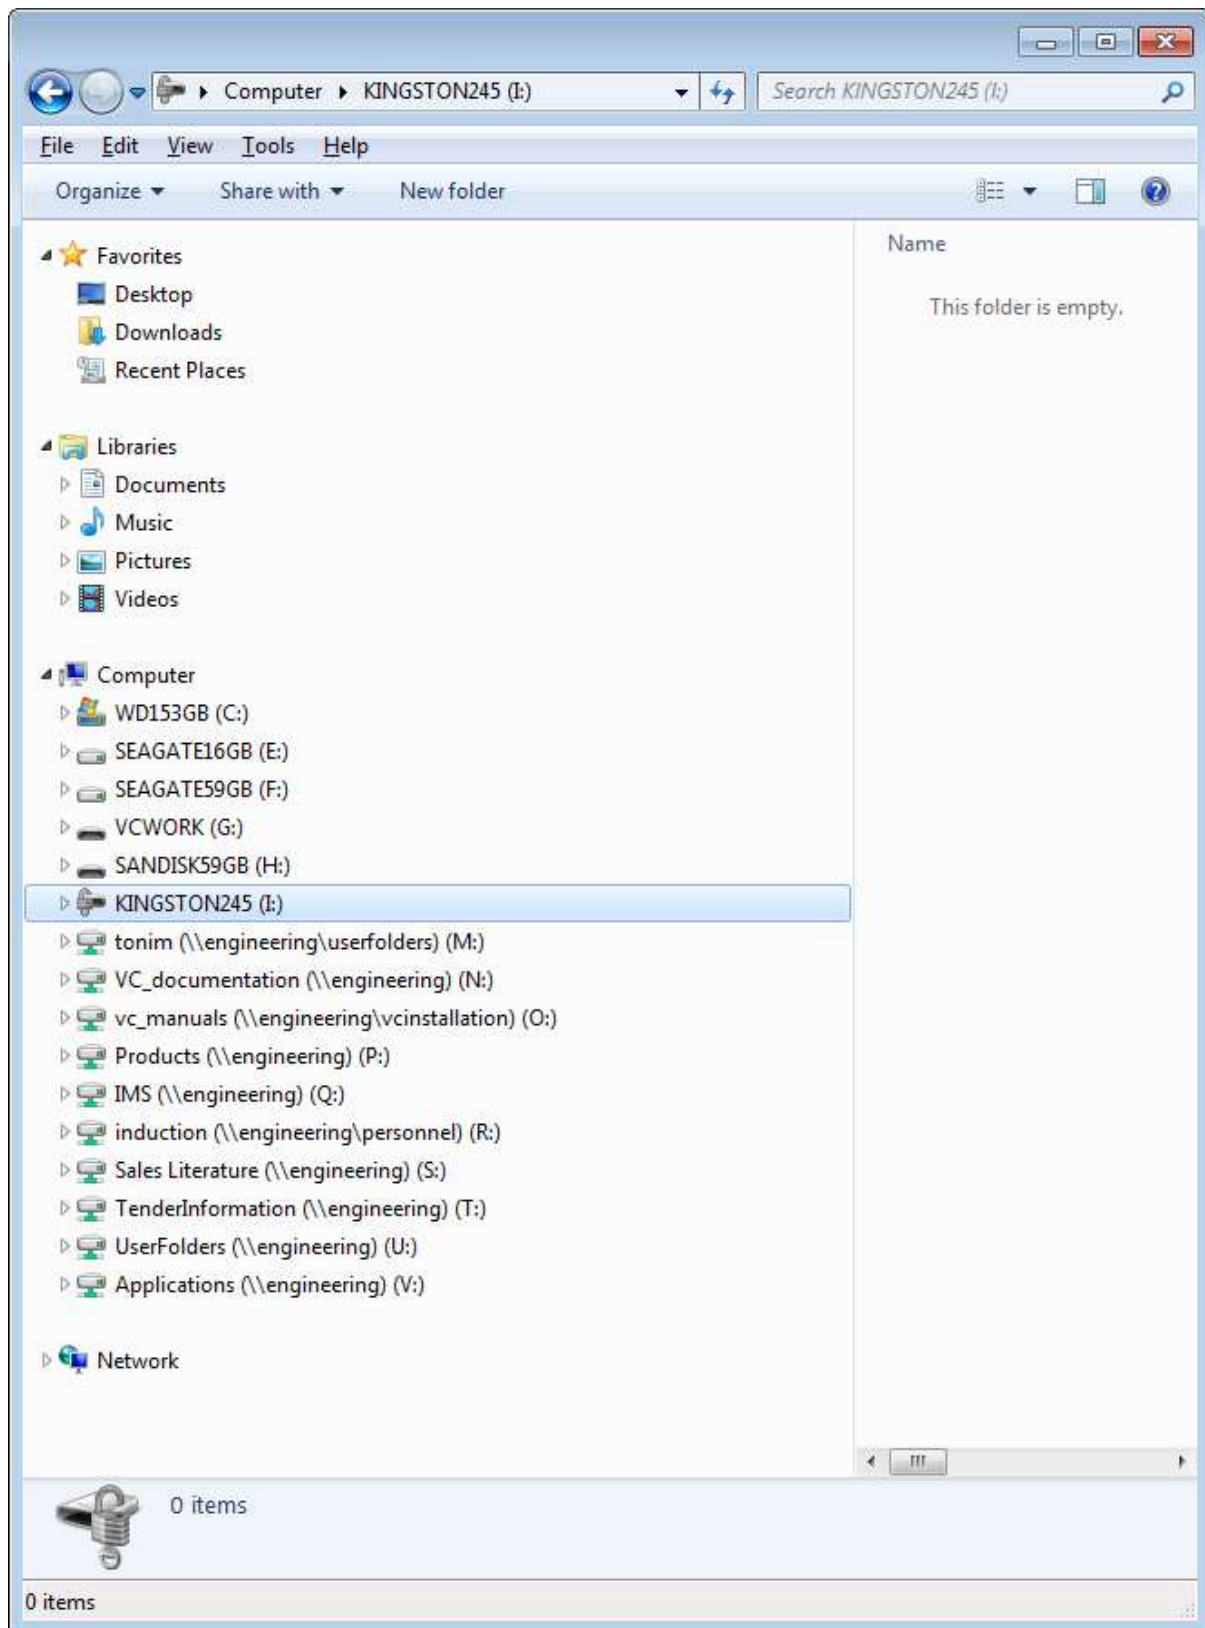 Computer ▸ KINGSTON245 (I:)
Search KINGSTON245 (I:)
File Edit View Tools Help
Organize Share with New folder
Name
This folder is empty.
Favorites
Desktop
Downloads
Recent Places
Libraries
Documents
Music
Pictures
Videos
Computer
WD153GB (C:)
SEAGATE16GB (E:)
SEAGATE59GB (F:)
VCWORK (G:)
SANDISK59GB (H:)
KINGSTON245 (I:)
tonim (\\engineering\userfolders) (M:)
VC_documentation (\\engineering) (N:)
vc_manuals (\\engineering\vcinstallation) (O:)
Products (\\engineering) (P:)
IMS (\\engineering) (Q:)
induction (\\engineering\personnel) (R:)
Sales Literature (\\engineering) (S:)
TenderInformation (\\engineering) (T:)
UserFolders (\\engineering) (U:)
Applications (\\engineering) (V:)
Network
0 items
0 items